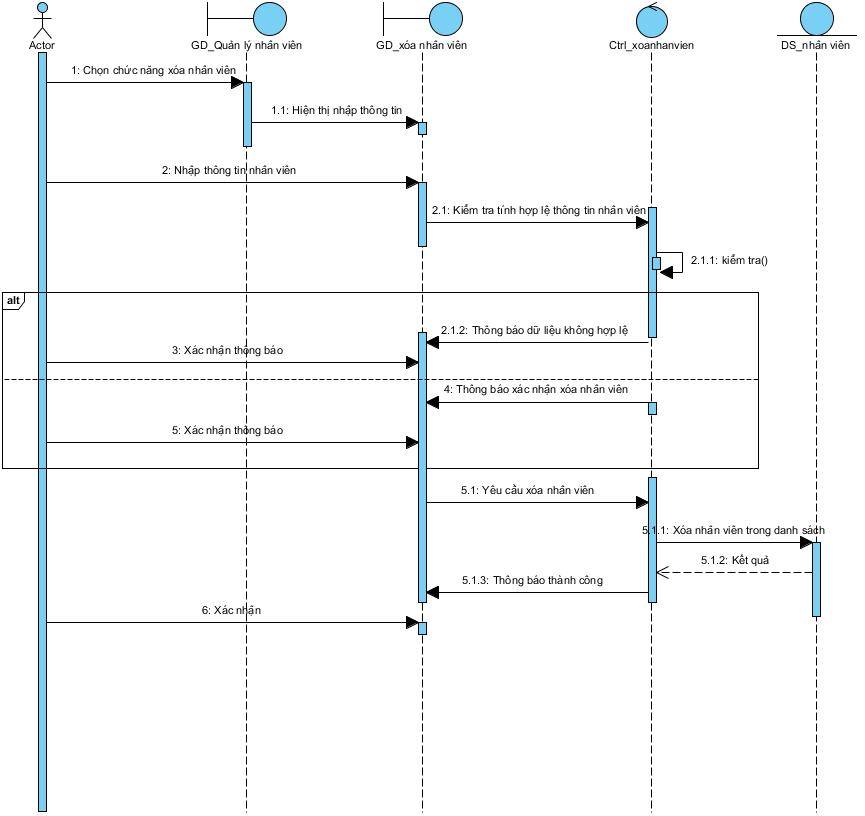 Actor
GD_Quản lý nhân viên
GD_xóa nhân viên
Ctrl_xoanhanvien
DS_nhân viên
1: Chọn chức năng xóa nhân viên
1.1: Hiện thị nhập thông tin
2: Nhập thông tin nhân viên
2.1: Kiểm tra tính hợp lệ thông tin nhân viên
2.1.1: kiểm tra()
alt
2.1.2: Thông báo dữ liệu không hợp lệ
3: Xác nhận thông báo
4: Thông báo xác nhận xóa nhân viên
5: Xác nhận thông báo
5.1: Yêu cầu xóa nhân viên
5.1.1: Xóa nhân viên trong danh sách
5.1.2: Kết quả
5.1.3: Thông báo thành công
6: Xác nhận